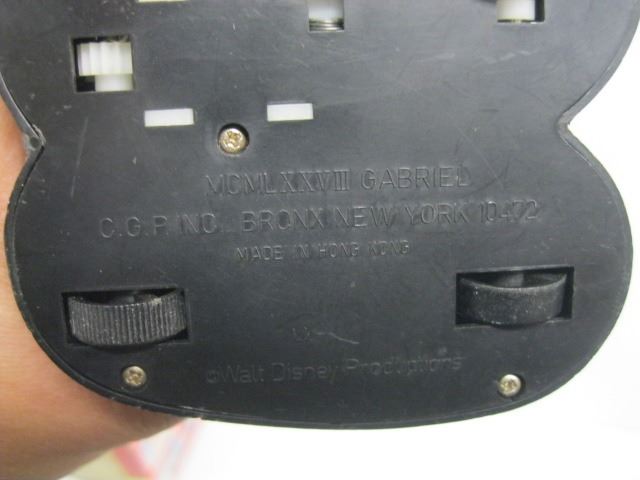 MCMLXXVIII GABRIEL
C.G.P. INC. BRONX NEW YORK 10472
MADE IN HONG KONG
©Walt Disney Productions